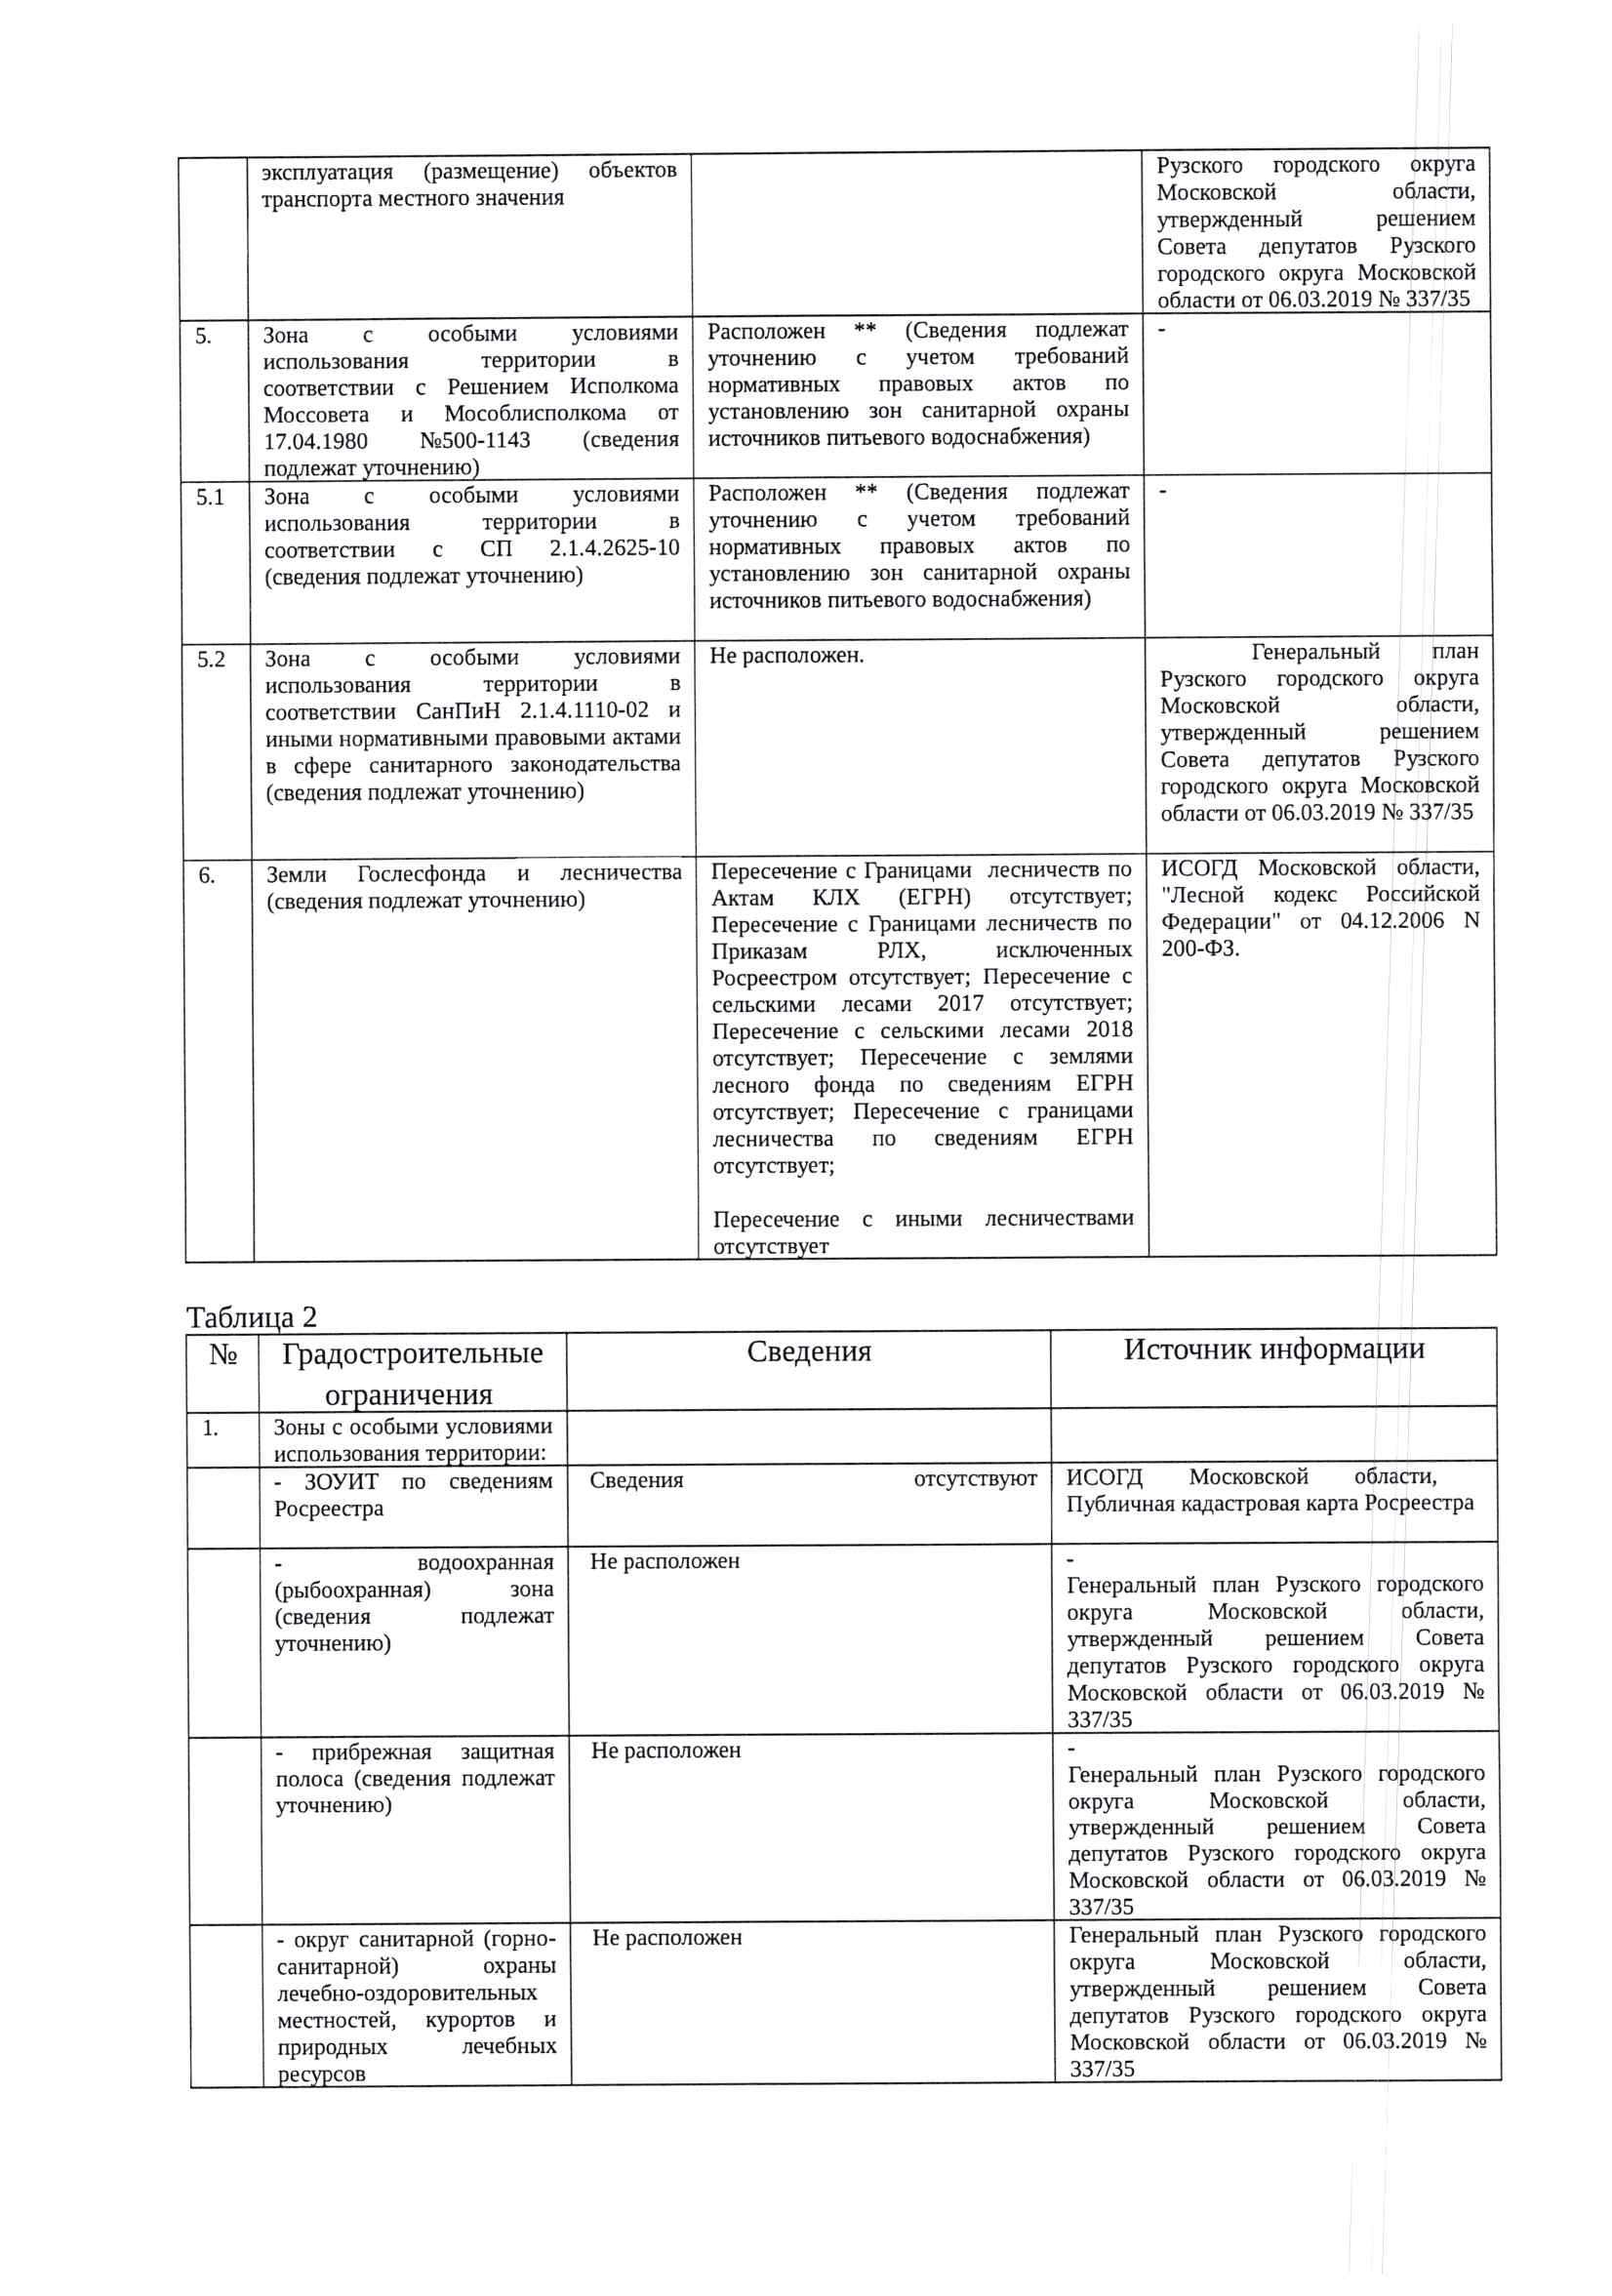 эксплуатация (размещение) объектов
транспорта местного значения
Рузского городского округа
Московской области,
утвержденный решением
Совета депутатов Рузского
городского округа Московской
области от 06.03.2019 № 337/35
5.
Зона с особыми условиями
использования территории в
соответствии с Решением Исполкома
Моссовета и Мособлисполкома от
17.04.1980 №500-1143 (сведения
подлежат уточнению)
Расположен ** (Сведения подлежат
уточнению с учетом требований
нормативных правовых актов по
установлению зон санитарной охраны
источников питьевого водоснабжения)
-
5.1
Зона с особыми условиями
использования территории в
соответствии с СП 2.1.4.2625-10
(сведения подлежат уточнению)
Расположен ** (Сведения подлежат
уточнению с учетом требований
нормативных правовых актов по
установлению зон санитарной охраны
источников питьевого водоснабжения)
-
5.2
Зона с особыми условиями
использования территории в
соответствии СанПиН 2.1.4.1110-02 и
иными нормативными правовыми актами
в сфере санитарного законодательства
(сведения подлежат уточнению)
Не расположен.
Генеральный план
Рузского городского округа
Московской области,
утвержденный решением
Совета депутатов Рузского
городского округа Московской
области от 06.03.2019 № 337/35
6.
Земли Гослесфонда и лесничества
(сведения подлежат уточнению)
Пересечение с Границами лесничеств по
Актам КЛХ (ЕГРН) отсутствует;
Пересечение с Границами лесничеств по
Приказам РЛХ, исключенных
Росреестром отсутствует; Пересечение с
сельскими лесами 2017 отсутствует;
Пересечение с сельскими лесами 2018
отсутствует; Пересечение с землями
лесного фонда по сведениям ЕГРН
отсутствует; Пересечение с границами
лесничества по сведениям ЕГРН
отсутствует;
Пересечение с иными лесничествами
отсутствует
ИСОГД Московской области,
"Лесной кодекс Российской
Федерации" от 04.12.2006 N
200-ФЗ.
Таблица 2
№
Градостроительные
ограничения
Сведения
Источник информации
1.
Зоны с особыми условиями
использования территории:
- ЗОУИТ по сведениям
Росреестра
Сведения отсутствуют
ИСОГД Московской области,
Публичная кадастровая карта Росреестра
- водоохранная
(рыбоохранная) зона
(сведения подлежат
уточнению)
Не расположен
-
Генеральный план Рузского городского
округа Московской области,
утвержденный решением Совета
депутатов Рузского городского округа
Московской области от 06.03.2019 №
337/35
- прибрежная защитная
полоса (сведения подлежат
уточнению)
Не расположен
-
Генеральный план Рузского городского
округа Московской области,
утвержденный решением Совета
депутатов Рузского городского округа
Московской области от 06.03.2019 №
337/35
- округ санитарной (горно-
санитарной) охраны
лечебно-оздоровительных
местностей, курортов и
природных лечебных
ресурсов
Не расположен
Генеральный план Рузского городского
округа Московской области,
утвержденный решением Совета
депутатов Рузского городского округа
Московской области от 06.03.2019 №
337/35